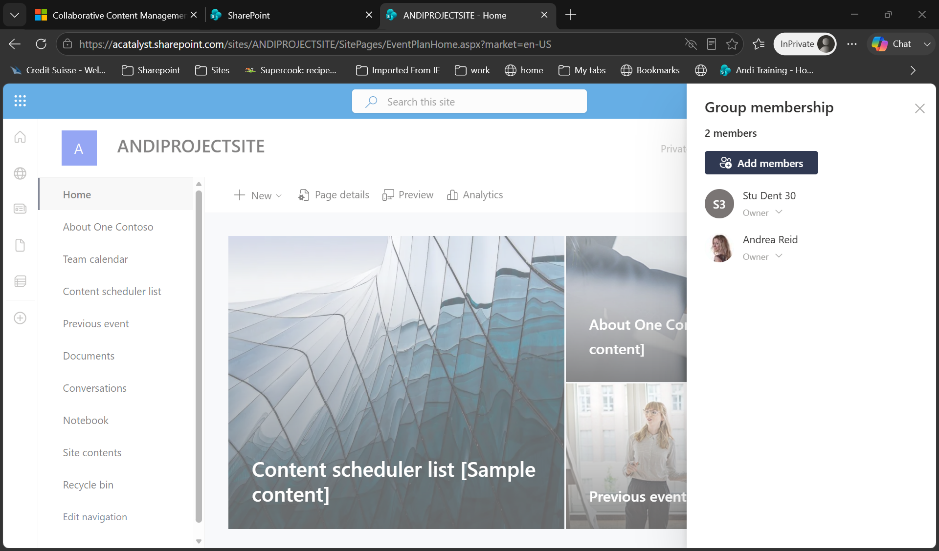 Collaborative Content Managemer
SharePoint
ANDIPROJECTSITE - Home
https://acatalyst.sharepoint.com/sites/ANDIPROJECTSITE/SitePages/EventPlanHome.aspx?market=en-US
InPrivate
Chat
Credit Suisse - Wel...
Sharepoint
Sites
Supercook: recipe...
Imported From IE
work
home
My tabs
Bookmarks
Andi Training - Ho...
Search this site
A
ANDIPROJECTSITE
Privat
Home
About One Contoso
Team calendar
Content scheduler list
Previous event
Documents
Conversations
Notebook
Site contents
Recycle bin
Edit navigation
New
Page details
Preview
Analytics
Content scheduler list [Sample
content]
About One Con
content]
Previous event
Group membership
2 members
Add members
S3
Stu Dent 30
Owner
Andrea Reid
Owner